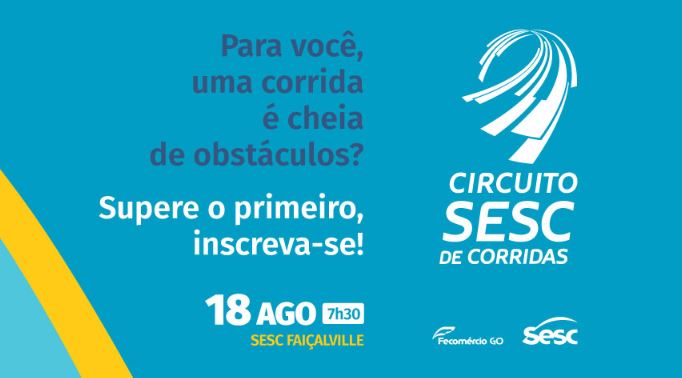 Para você,
uma corrida
é cheia
de obstáculos?
Supere o primeiro,
inscreva-se!
18 AGO 7h30
SESC FAIÇALVILLE
CIRCUITO
SESC
DE CORRIDAS
Fecomércio GO
Sesc